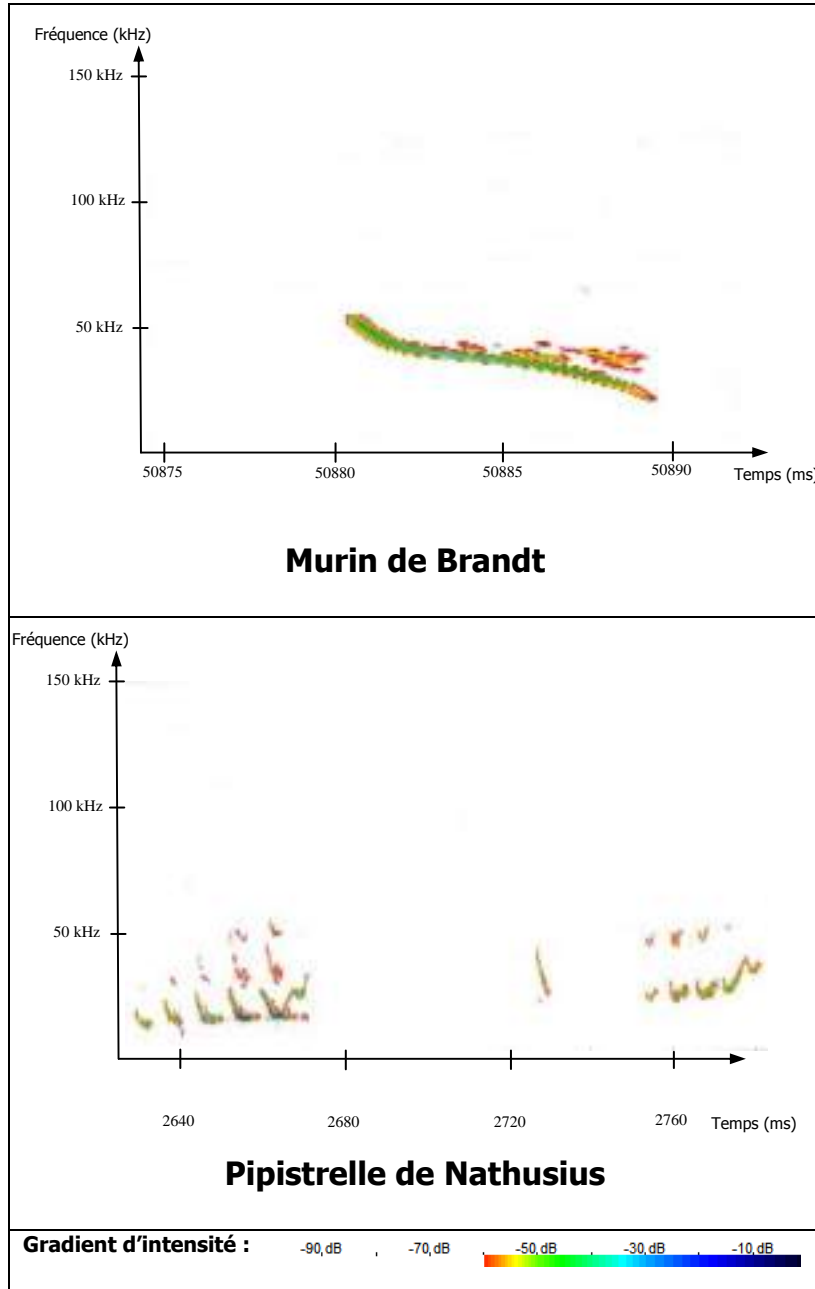 Fréquence (kHz)
150 kHz
100 kHz
50 kHz
50875 50880 50885 50890 Temps (ms)
Murin de Brandt
Fréquence (kHz)
150 kHz
100 kHz
50 kHz
2640 2680 2720 2760 Temps (ms)
Pipistrelle de Nathusius
Gradient d'intensité : -90,dB , -70,dB -50,dB -30,dB -10,dB